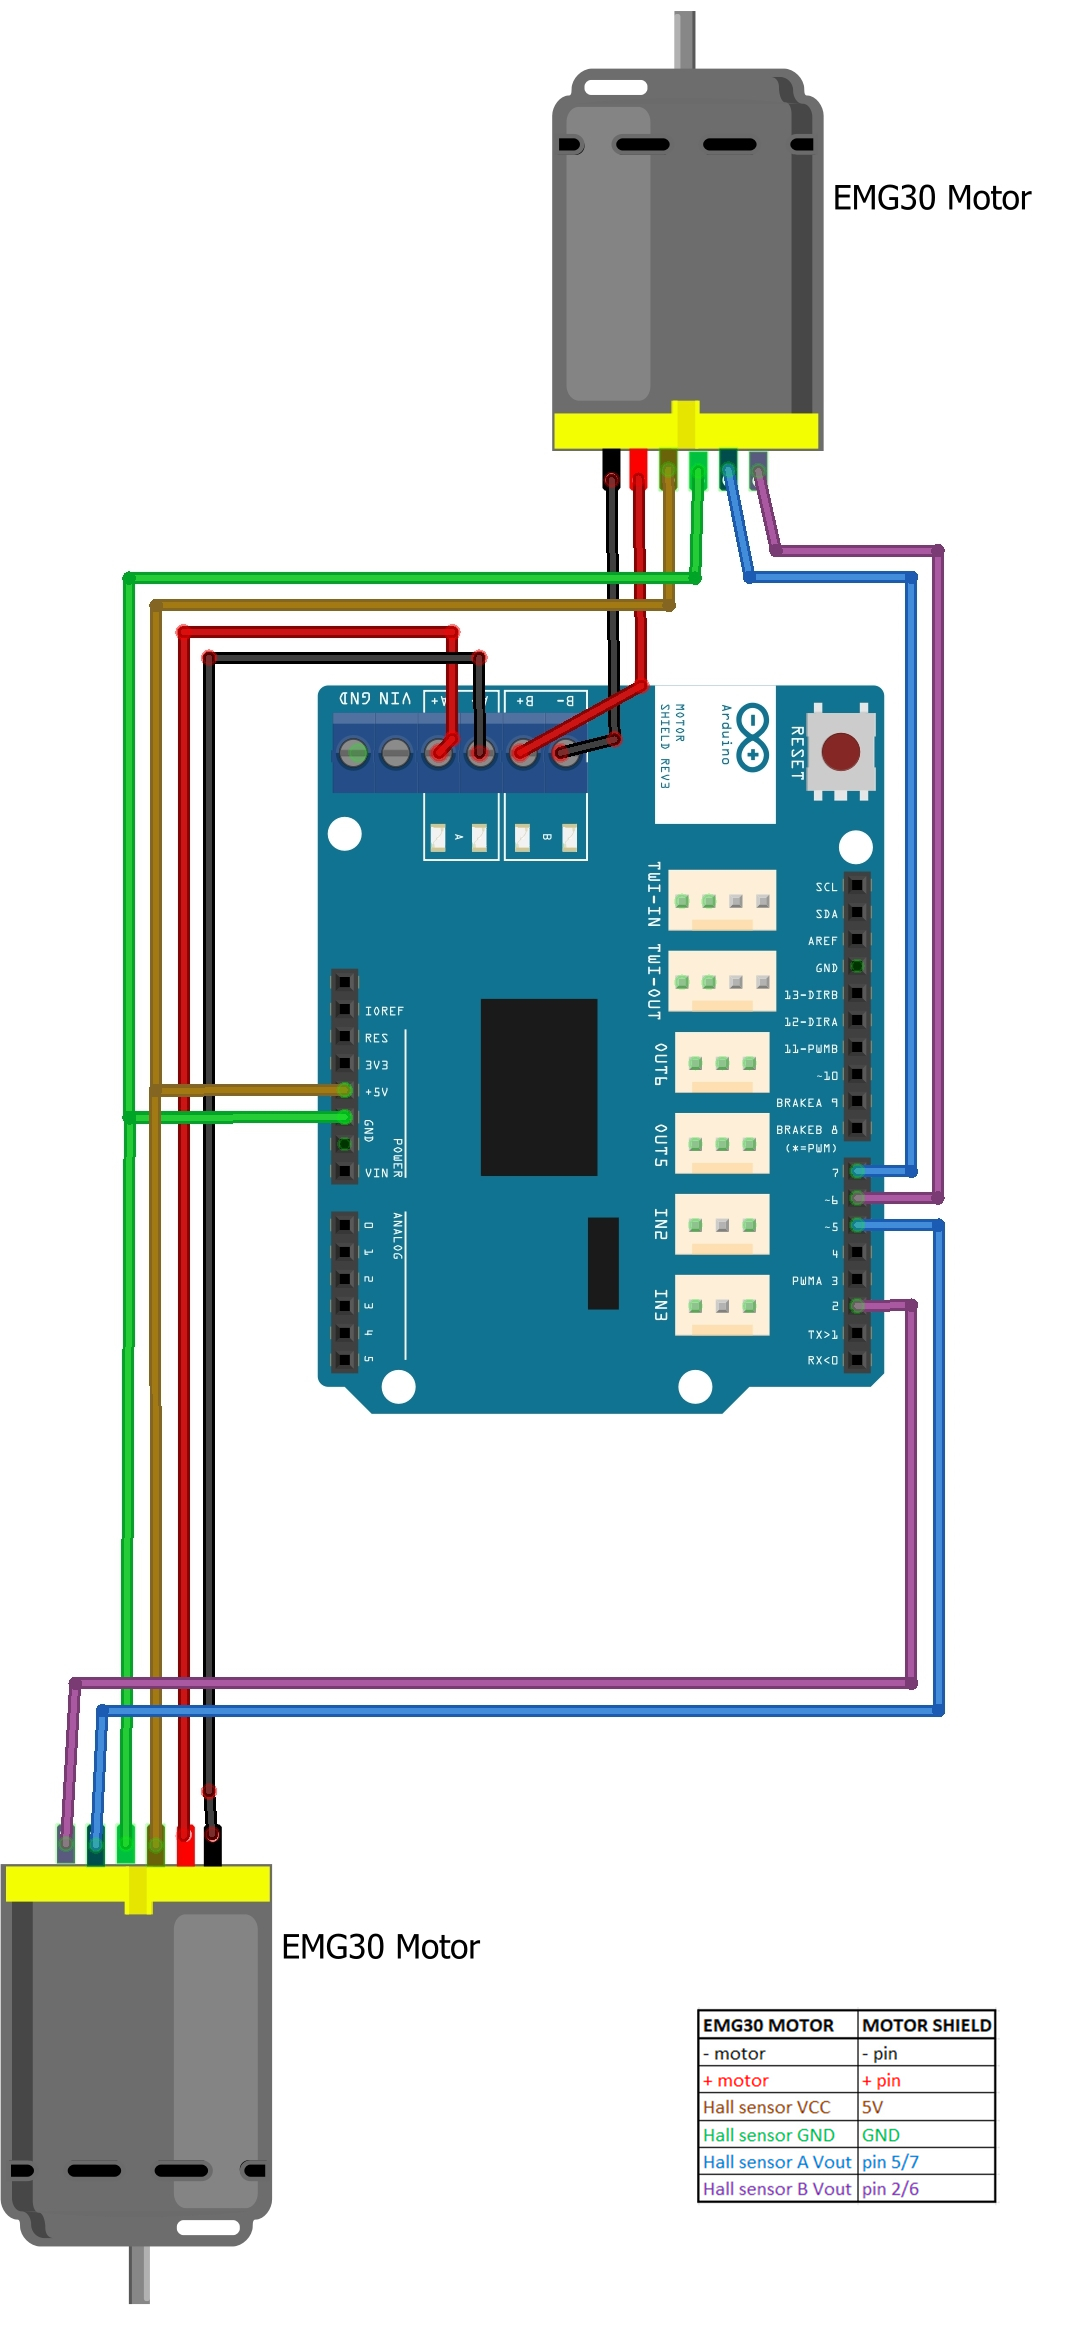 EMG30 Motor
GND VIN +A B+ B-
MOTOR
SHIELD REV3
Arduino
RESET
A B
TWI-IN
TWI-OUT
OUT6
OUT5
IN2
IN3
SCL
SDA
AREF
GND
13-DIRB
12-DIRA
11-PWMB
~10
BRAKEA 9
BRAKEB 8
(*=PWM)
7
~6
~5
4
PWMA 3
2
TX>1
RX<0
IOREF
RES
3V3
+5V
GND
VIN
POWER
ANALOG
0
1
2
3
4
5
EMG30 Motor
EMG30 MOTOR MOTOR SHIELD
- motor - pin
+ motor + pin
Hall sensor VCC 5V
Hall sensor GND GND
Hall sensor A Vout pin 5/7
Hall sensor B Vout pin 2/6